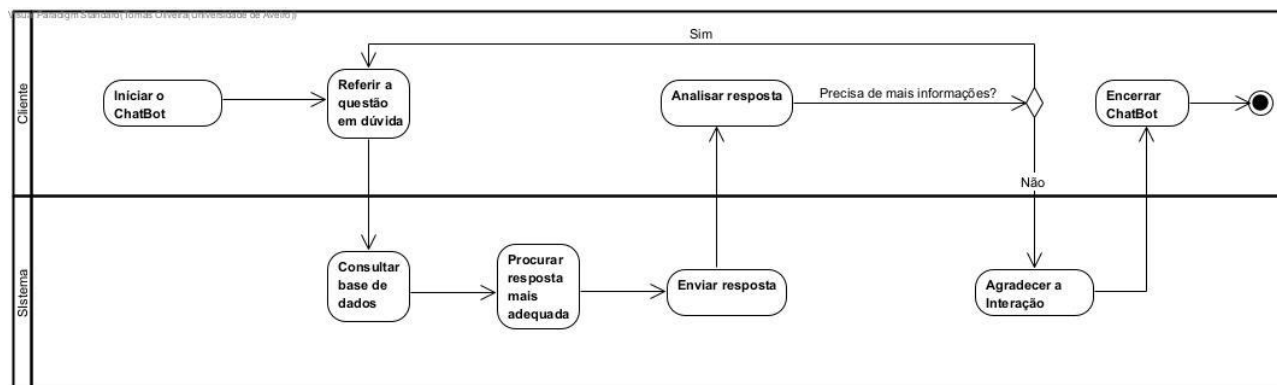 Visual Paradigm Standard(Tomás Oliveira(Universidade de Aveiro))
Cliente
Sim
Iniciar o
ChatBot
Referir a
questão
em dúvida
Analisar resposta
Precisa de mais informações?
Encerrar
ChatBot
Não
SIstema
Consultar
base de
dados
Procurar
resposta
mais
adequada
Enviar resposta
Agradecer a
Interação